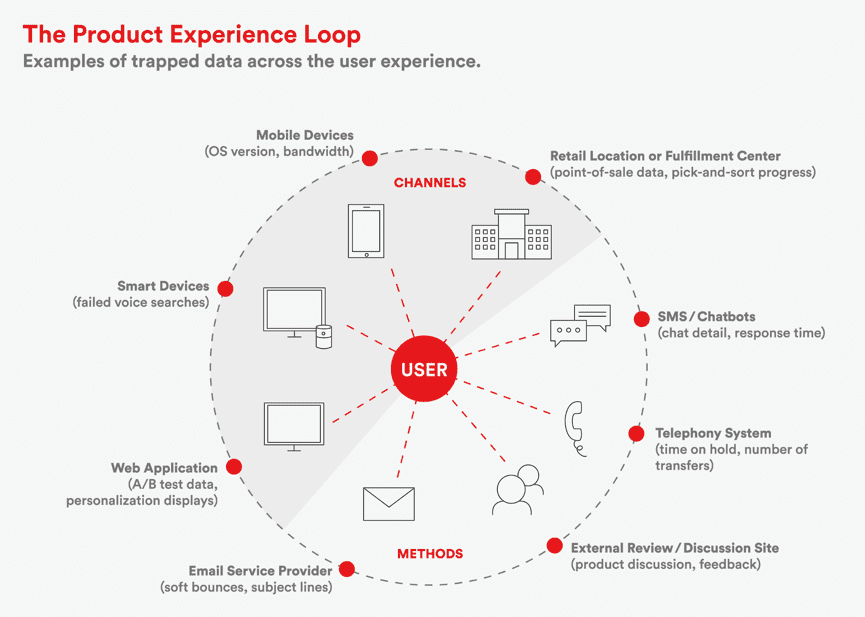 The Product Experience Loop
Examples of trapped data across the user experience.
Mobile Devices
(OS version, bandwidth)
Retail Location or Fulfillment Center
(point-of-sale data, pick-and-sort progress)
CHANNELS
Smart Devices
(failed voice searches)
SMS / Chatbots
(chat detail, response time)
USER
Telephony System
(time on hold, number of
transfers)
Web Application
(A/B test data,
personalization displays)
METHODS
External Review / Discussion Site
(product discussion, feedback)
Email Service Provider
(soft bounces, subject lines)